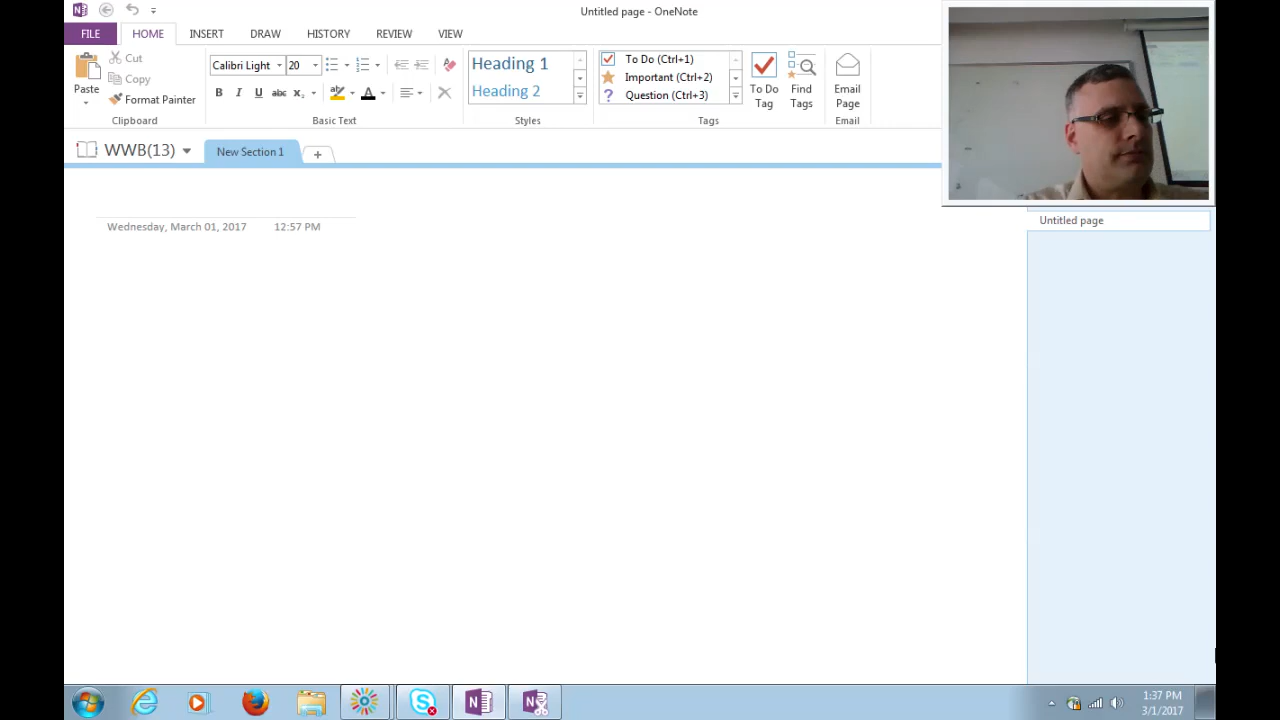 Untitled page - OneNote
FILE HOME INSERT DRAW HISTORY REVIEW VIEW
Paste
Cut
Copy
Format Painter
Clipboard
Calibri Light 20
B I U abc x₂ A
Basic Text
Heading 1
Heading 2
Styles
To Do (Ctrl+1)
Important (Ctrl+2)
? Question (Ctrl+3)
Tags
To Do
Tag
Find
Tags
Email
Page
Email
WWB(13) New Section 1 +
Wednesday, March 01, 2017 12:57 PM
Untitled page
1:37 PM
3/1/2017